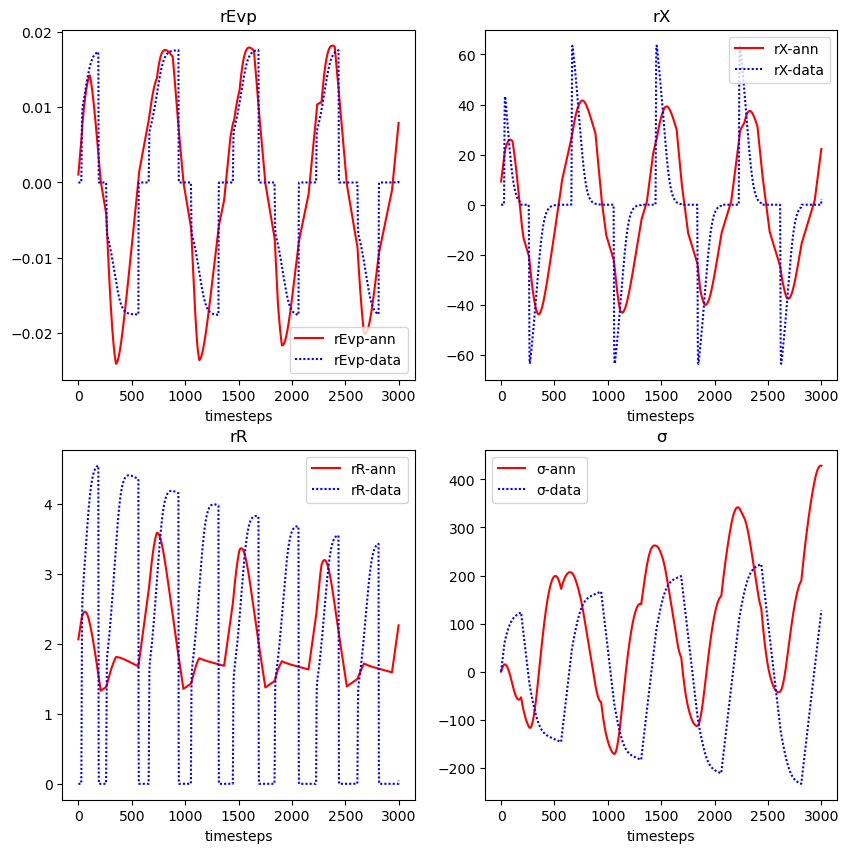 rEvp
0.02
0.01
0.00
−0.01
−0.02
rEvp-ann
rEvp-data
0 500 1000 1500 2000 2500 3000
timesteps
rX
60
40
20
0
−20
−40
−60
rX-ann
rX-data
0 500 1000 1500 2000 2500 3000
timesteps
rR
4
3
2
1
0
rR-ann
rR-data
0 500 1000 1500 2000 2500 3000
timesteps
σ
400
300
200
100
0
−100
−200
σ-ann
σ-data
0 500 1000 1500 2000 2500 3000
timesteps